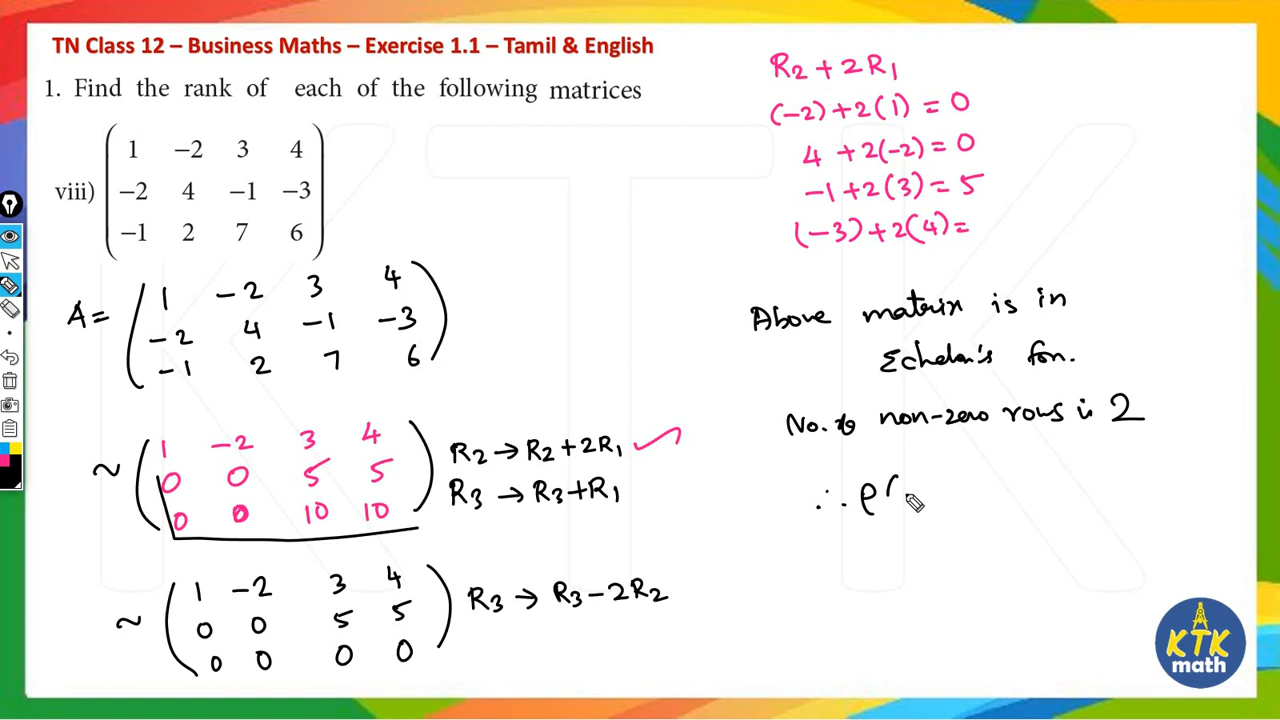 TN Class 12 – Business Maths – Exercise 1.1 – Tamil & English
1. Find the rank of each of the following matrices
viii)
1 −2 3 4
−2 4 −1 −3
−1 2 7 6
A =
1 −2 3 4
−2 4 −1 −3
−1 2 7 6
~
1 −2 3 4
0 0 5 5
0 0 10 10
R2 → R2 + 2R1
R3 → R3 + R1
~
1 −2 3 4
0 0 5 5
0 0 0 0
R3 → R3 − 2R2
R2 + 2R1
(−2) + 2(1) = 0
4 + 2(−2) = 0
−1 + 2(3) = 5
(−3) + 2(4) =
Above matrix is in
Echelon's
No. of non-zero rows is 2
∴ ρ(
KTK
math